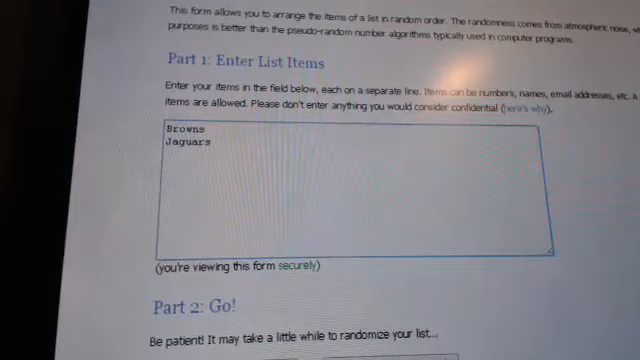 This form allows you to arrange the items of a list in random order. The randomness comes from atmospheric noise,
purposes is better than the pseudo-random number algorithms typically used in computer programs.
Part 1: Enter List Items
Enter your items in the field below, each on a separate line. Items can be numbers, names, email addresses, etc. A
items are allowed. Please don't enter anything you would consider confidential (here's why).
Browns
Jaguars
(you're viewing this form securely)
Part 2: Go!
Be patient! It may take a little while to randomize your list...